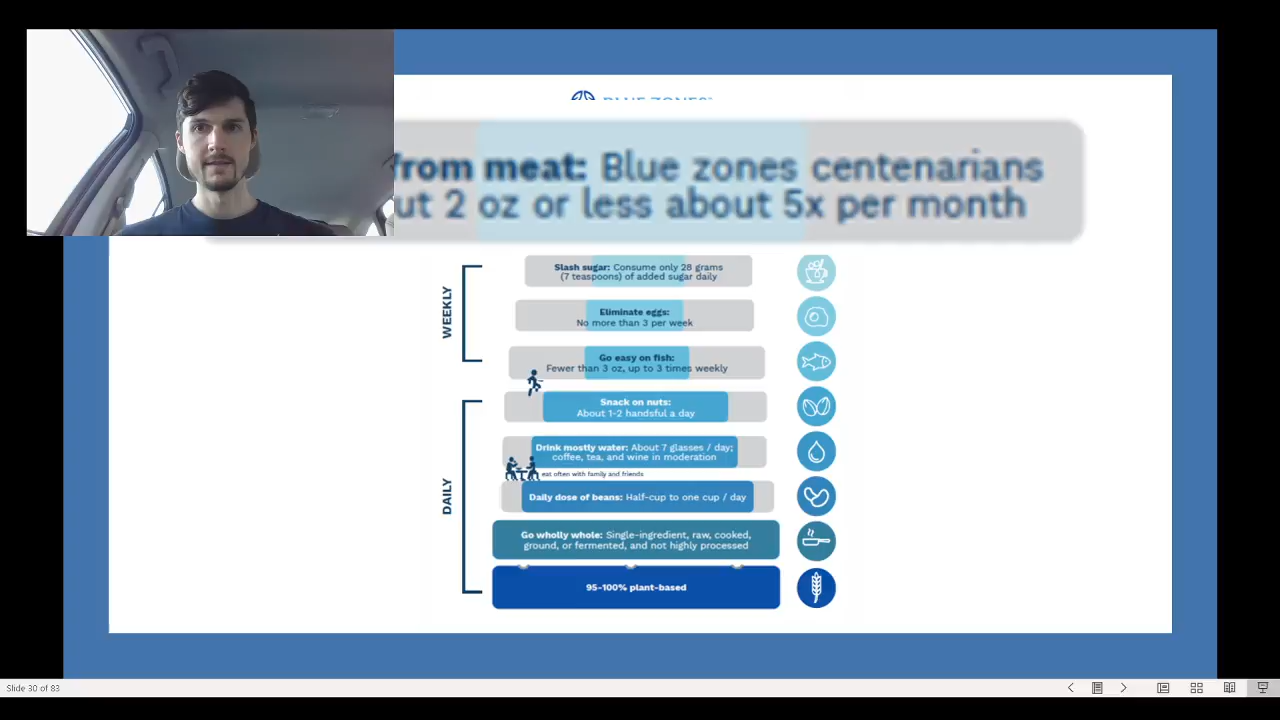 from meat: Blue zones centenarians
2 oz or less about 5x per month
WEEKLY
Slash sugar: Consume only 28 grams
(7 teaspoons) of added sugar daily
Eliminate eggs:
No more than 3 per week
Go easy on fish:
Fewer than 3 oz, up to 3 times weekly
DAILY
Snack on nuts:
About 1-2 handsful a day
Drink mostly water: About 7 glasses / day;
coffee, tea, and wine in moderation
eat often with family and friends
Daily dose of beans: Half-cup to one cup / day
Go wholly whole: Single-ingredient, raw, cooked,
ground, or fermented, and not highly processed
95-100% plant-based
Slide 30 of 83